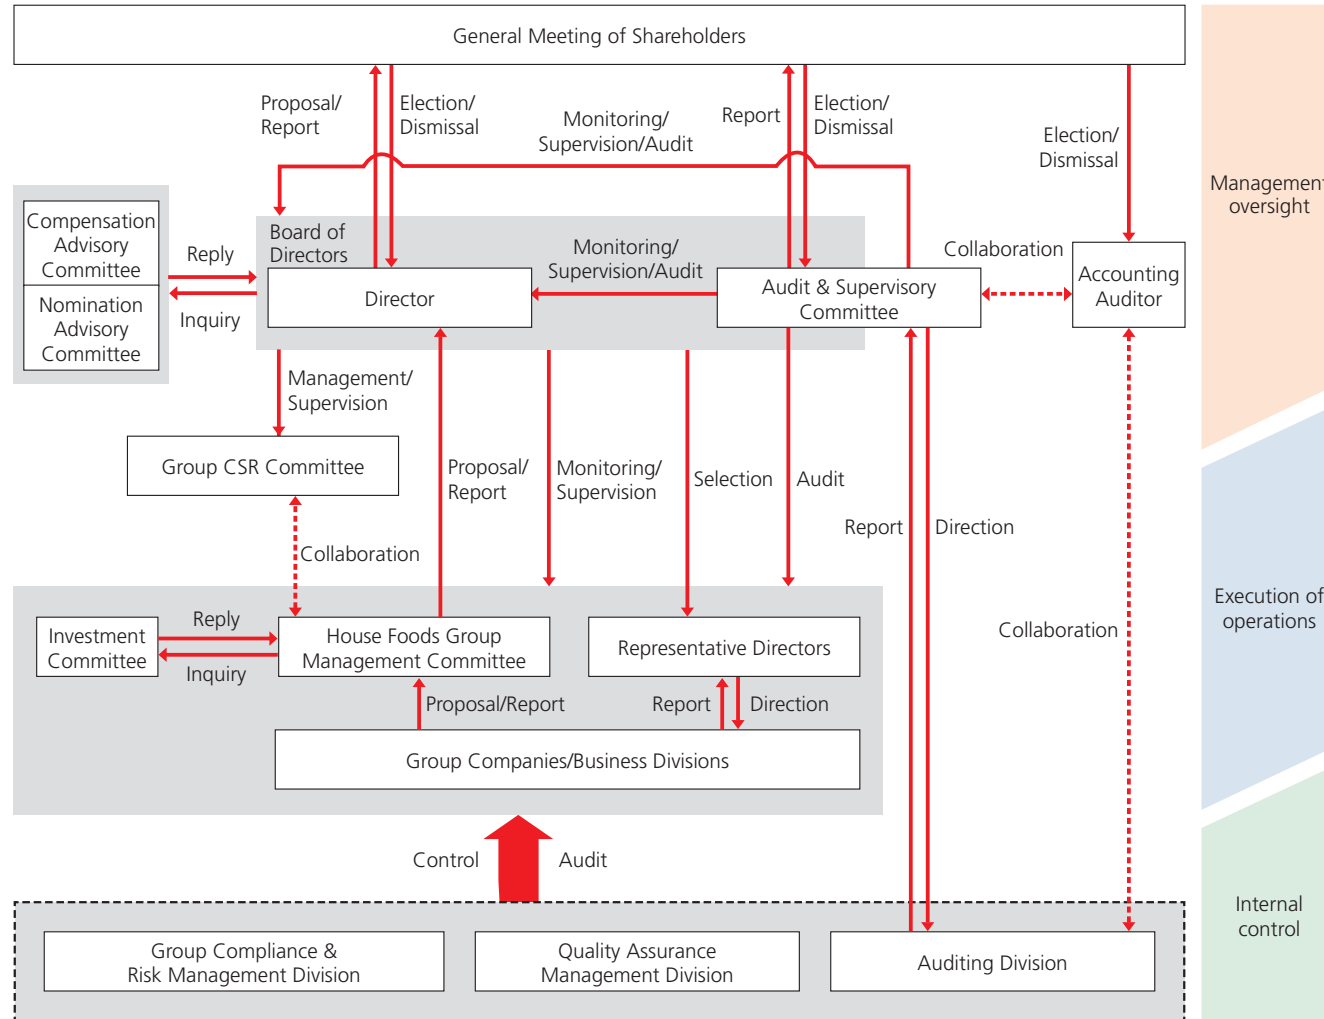 General Meeting of Shareholders
Proposal/
Report
Election/
Dismissal
Monitoring/
Supervision/Audit
Report
Election/
Dismissal
Election/
Dismissal
Management
oversight
Compensation
Advisory
Committee
Nomination
Advisory
Committee
Reply
Inquiry
Board of
Directors
Director
Monitoring/
Supervision/Audit
Audit & Supervisory
Committee
Collaboration
Accounting
Auditor
Management/
Supervision
Group CSR Committee
Proposal/
Report
Monitoring/
Supervision
Selection
Audit
Report
Direction
Collaboration
Collaboration
Execution of
operations
Investment
Committee
Reply
Inquiry
House Foods Group
Management Committee
Representative Directors
Proposal/Report
Report
Direction
Group Companies/Business Divisions
Control
Audit
Internal
control
Group Compliance &
Risk Management Division
Quality Assurance
Management Division
Auditing Division